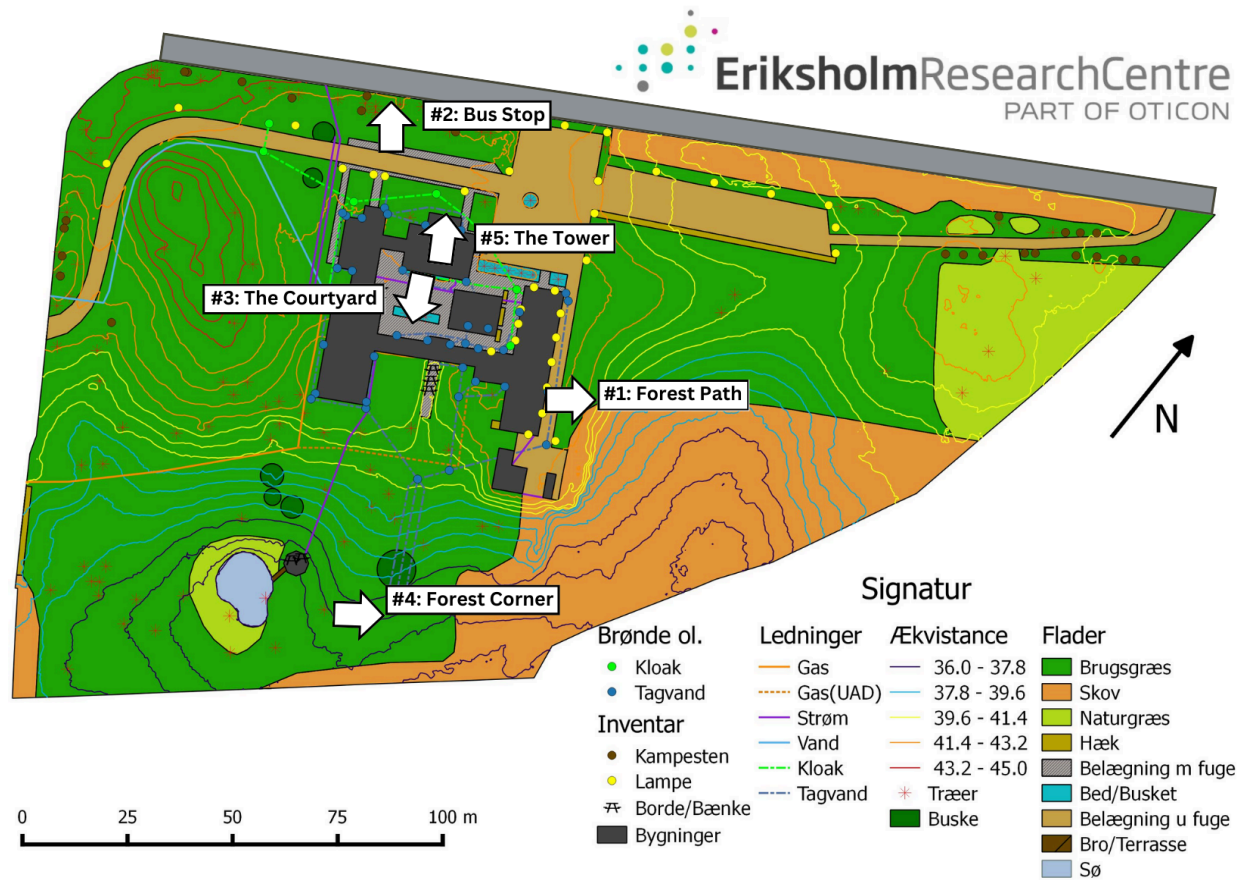 EriksholmResearchCentre
PART OF OTICON
#2: Bus Stop
#5: The Tower
#3: The Courtyard
#1: Forest Path
N
#4: Forest Corner
Signatur
Brønde ol.
Kloak
Tagvand
Inventar
Kampesten
Lampe
Borde/Bænke
Bygninger
Ledninger
Gas
Gas(UAD)
Strøm
Vand
Kloak
Tagvand
Ækvistance
36.0 - 37.8
37.8 - 39.6
39.6 - 41.4
41.4 - 43.2
43.2 - 45.0
Træer
Buske
Flader
Brugsgræs
Skov
Naturgræs
Hæk
Belægning m fuge
Bed/Busket
Belægning u fuge
Bro/Terrasse
Sø
0 25 50 75 100 m